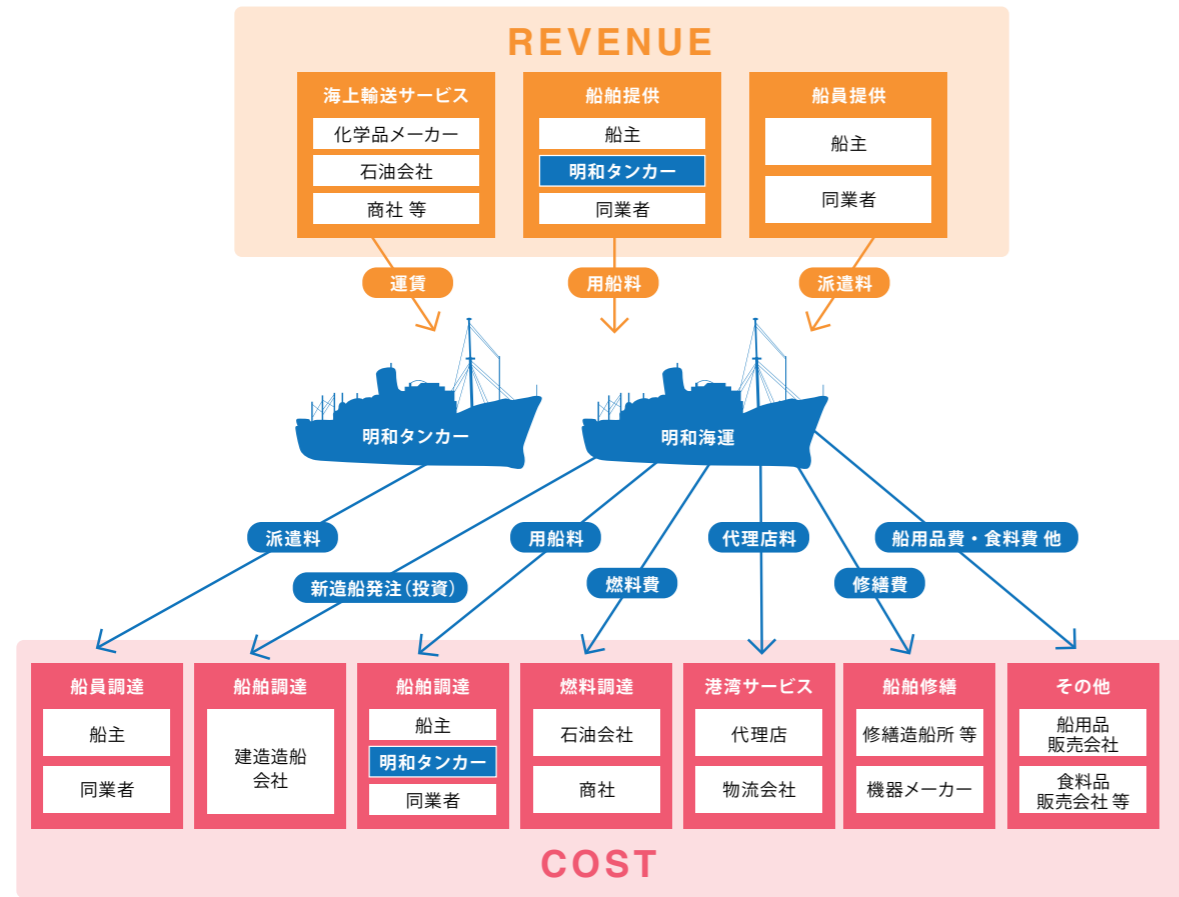 REVENUE
海上輸送サービス
化学品メーカー
石油会社
商社 等
船舶提供
船主
明和タンカー
同業者
船員提供
船主
同業者
運賃
用船料
派遣料
明和タンカー
明和海運
派遣料
新造船発注(投資)
用船料
燃料費
代理店料
修繕費
船用品費・食料費 他
船員調達
船主
同業者
船舶調達
建造造船
会社
船舶調達
船主
明和タンカー
同業者
燃料調達
石油会社
商社
港湾サービス
代理店
物流会社
船舶修繕
修繕造船所 等
機器メーカー
その他
船用品
販売会社
食料品
販売会社 等
COST